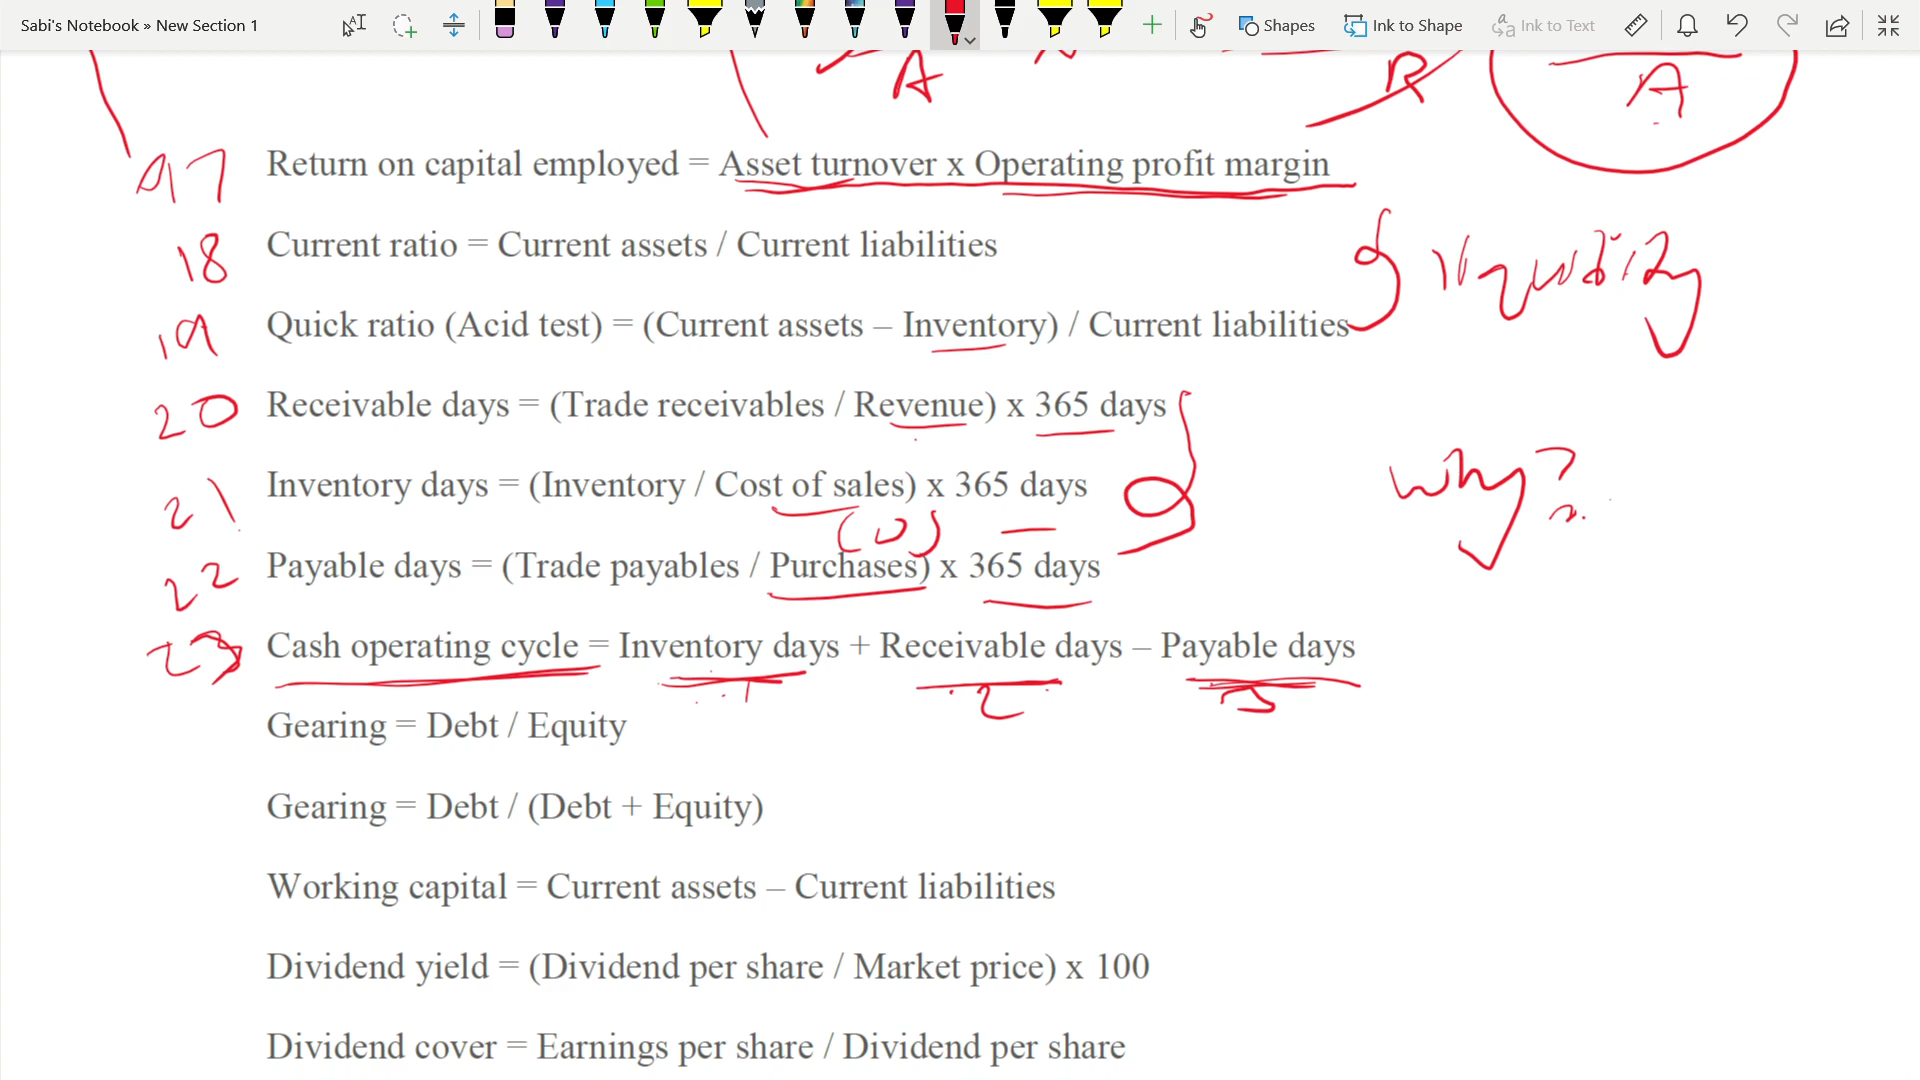 Sabi's Notebook » New Section 1 Shapes Ink to Shape Ink to Text
A R A
17 Return on capital employed = Asset turnover x Operating profit margin
18 Current ratio = Current assets / Current liabilities
liquidity
19 Quick ratio (Acid test) = (Current assets – Inventory) / Current liabilities
20 Receivable days = (Trade receivables / Revenue) x 365 days
21 Inventory days = (Inventory / Cost of sales) x 365 days
why?
22 Payable days = (Trade payables / Purchases) x 365 days
23 Cash operating cycle = Inventory days + Receivable days – Payable days
1 2 3
Gearing = Debt / Equity
Gearing = Debt / (Debt + Equity)
Working capital = Current assets – Current liabilities
Dividend yield = (Dividend per share / Market price) x 100
Dividend cover = Earnings per share / Dividend per share